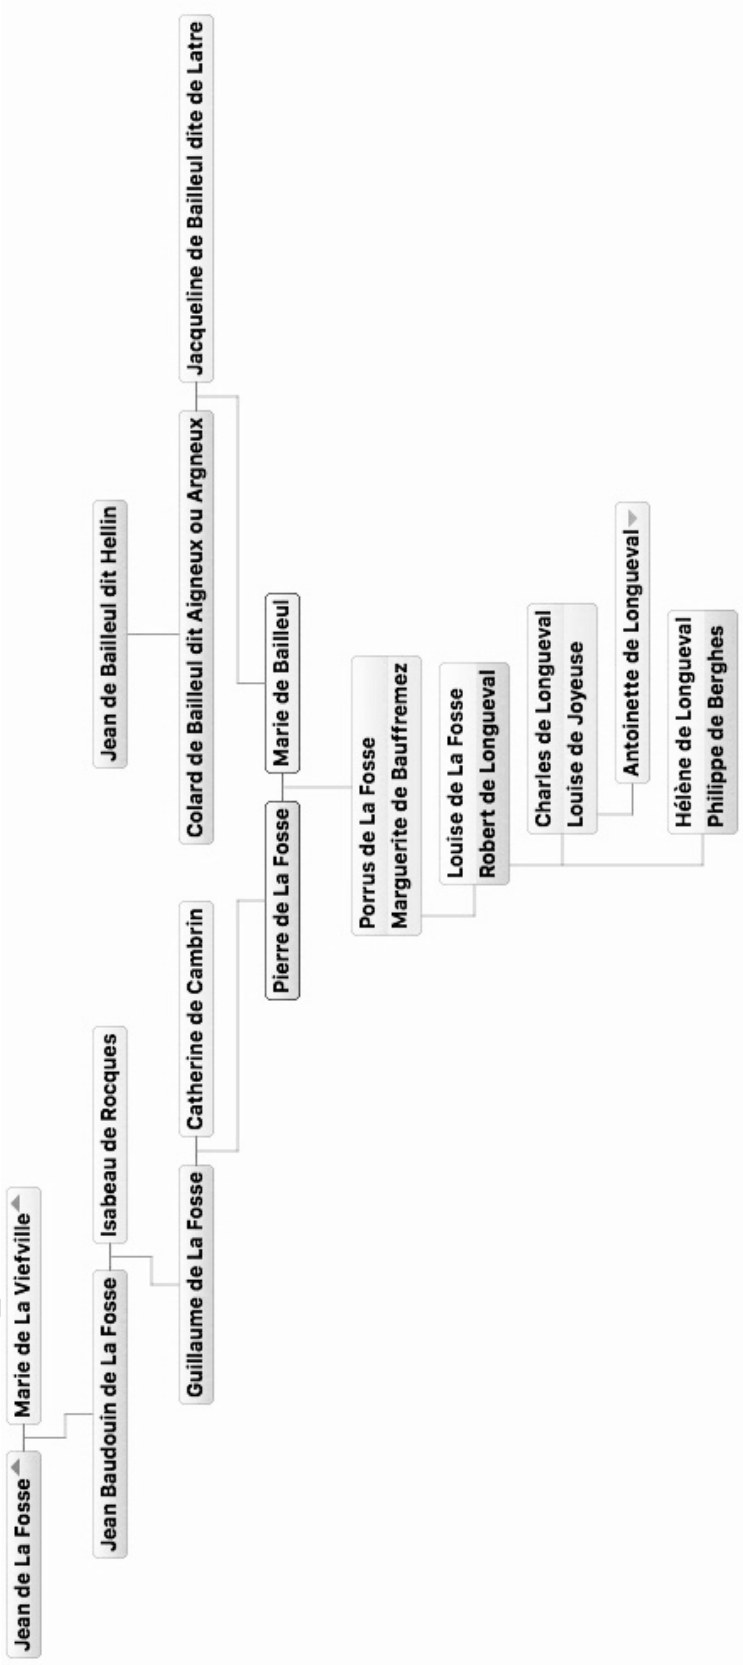 Jean de La Fosse
Marie de La Viefville
Jean Baudouin de La Fosse
Isabeau de Rocques
Jean de Bailleul dit Hellin
Guillaume de La Fosse
Catherine de Cambrin
Colard de Bailleul dit Aigneux ou Argneux
Jacqueline de Bailleul dite de Latre
Pierre de La Fosse
Marie de Bailleul
Porrus de La Fosse
Marguerite de Bauffremez
Louise de La Fosse
Robert de Longueval
Charles de Longueval
Louise de Joyeuse
Antoinette de Longueval
Hélène de Longueval
Philippe de Berghes